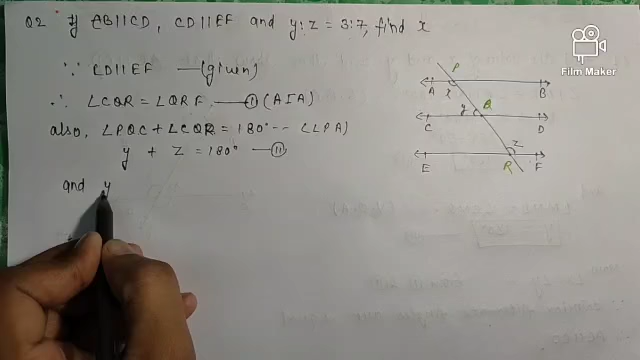 Q2 If AB||CD, CD||EF and y:z = 3:7, find x
∵ CD||EF —(given)
∴ ∠CQR = ∠QRF —① (AIA)
also, ∠PQC + ∠CQR = 180° -- (LPA)
y + z = 180° —②
and y
P
A x B
y Q
C D
z
E R F
Film Maker